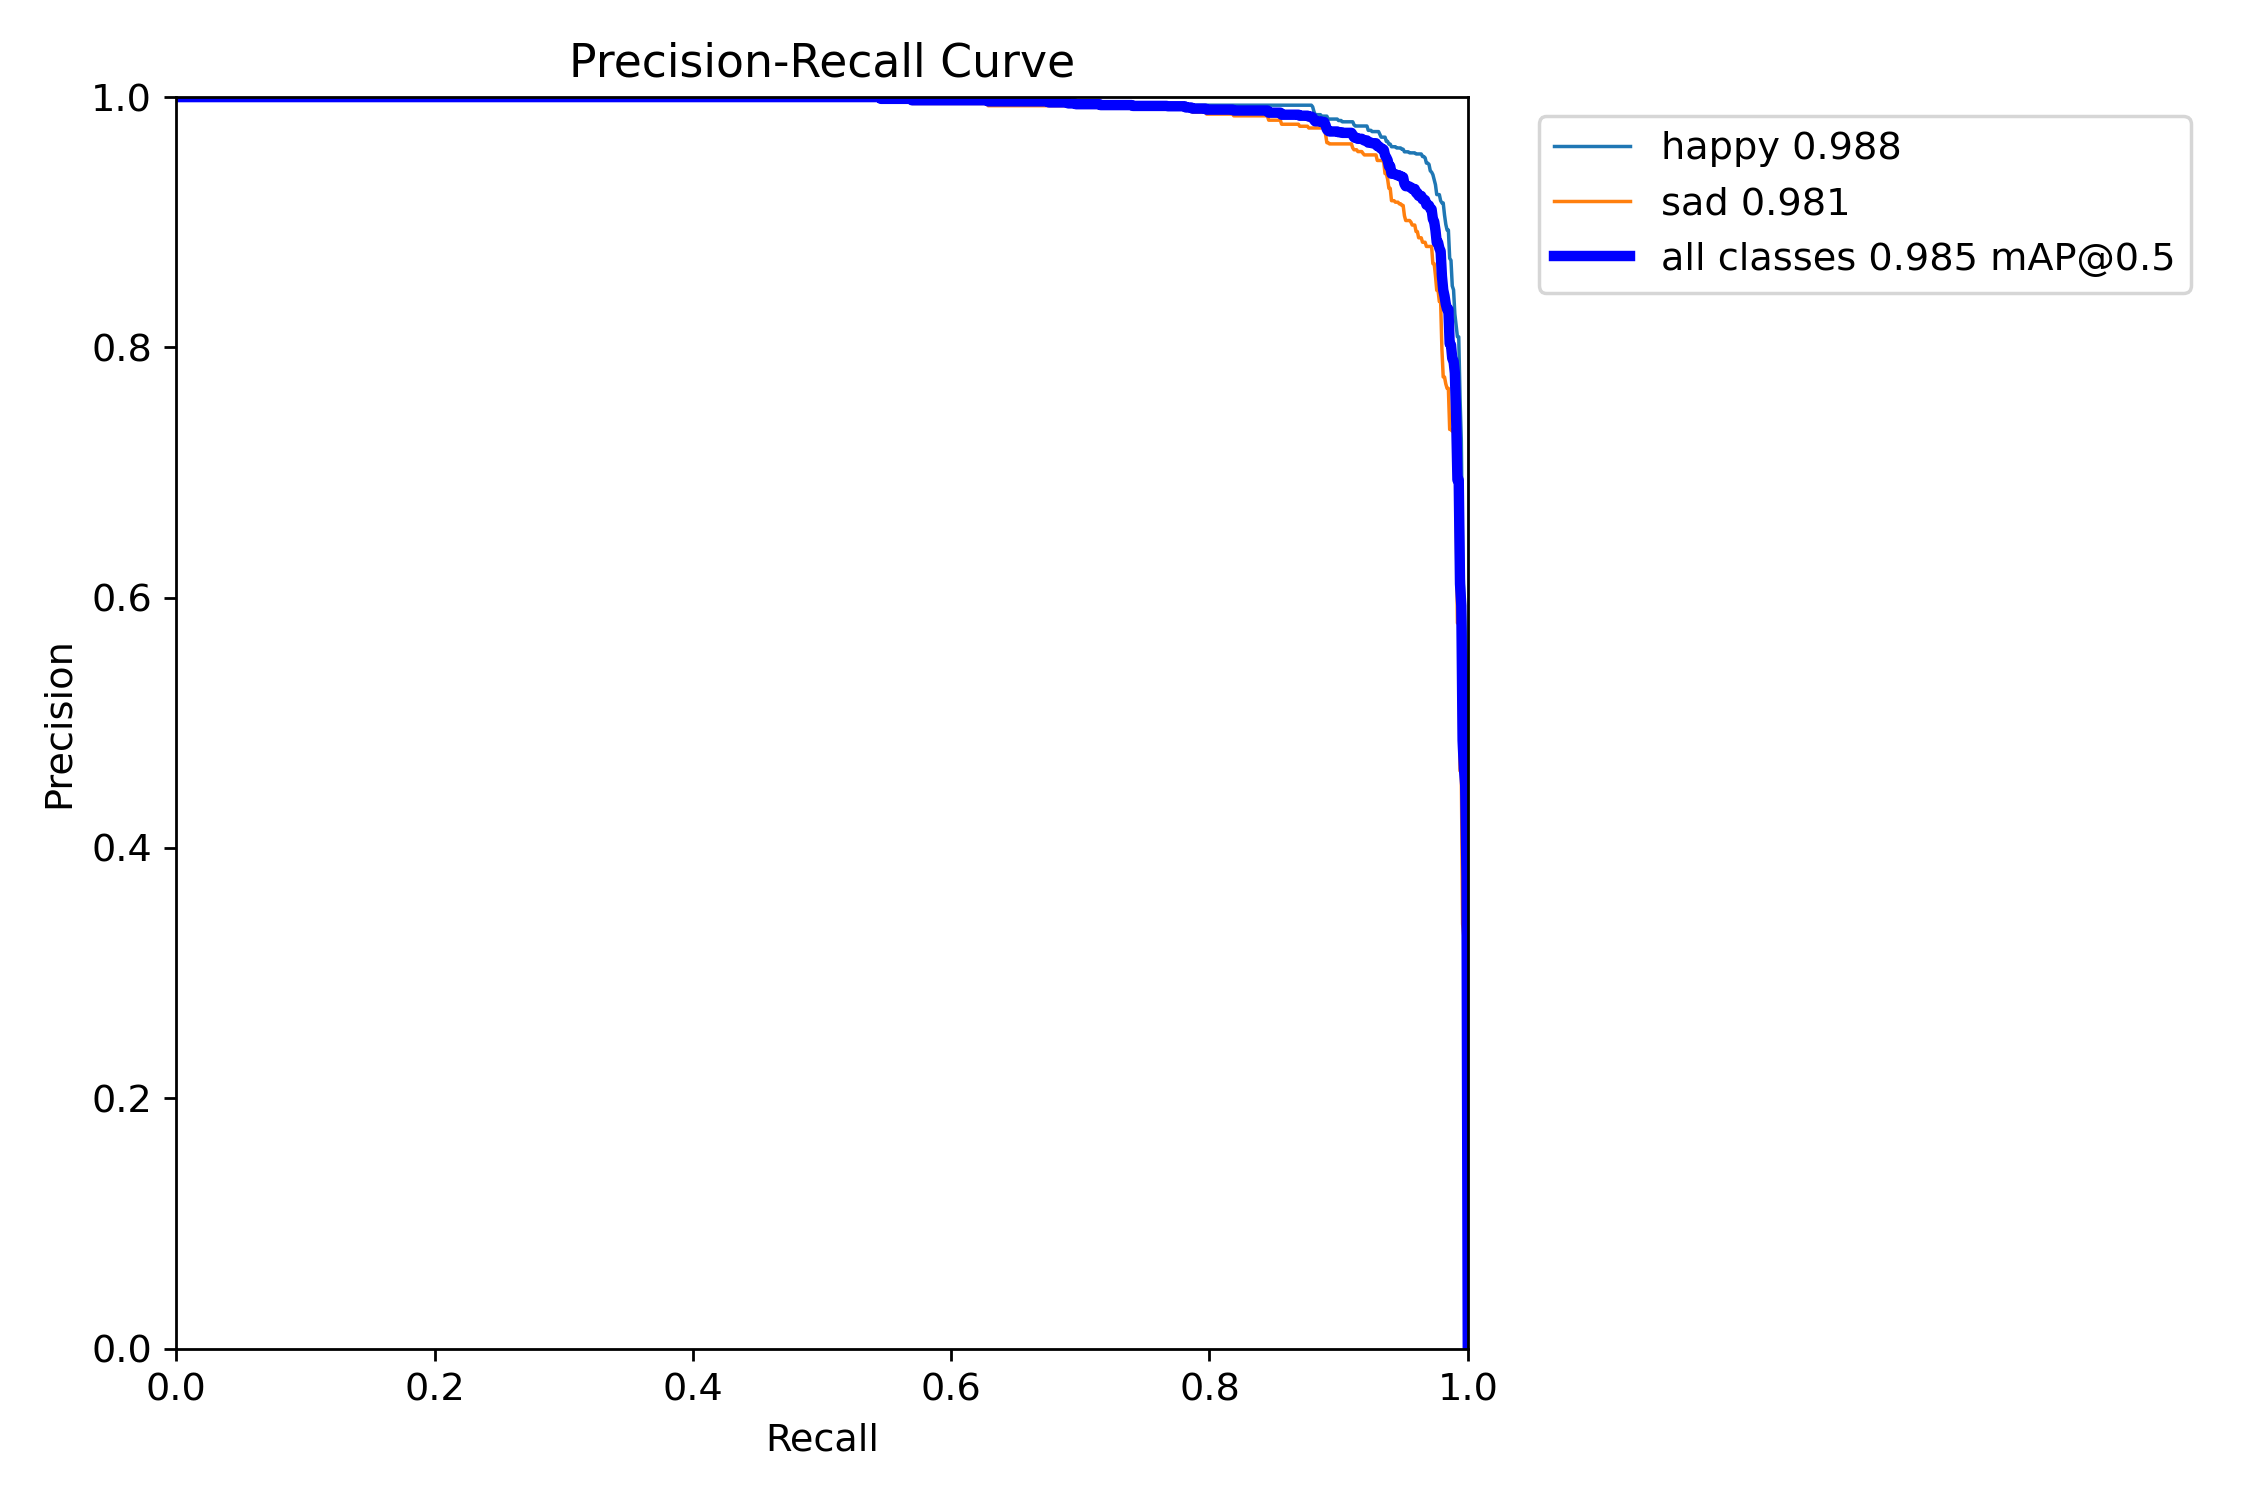 Precision-Recall Curve
1.0
0.8
0.6
0.4
0.2
0.0
Precision
0.0 0.2 0.4 0.6 0.8 1.0
Recall
happy 0.988
sad 0.981
all classes 0.985 mAP@0.5